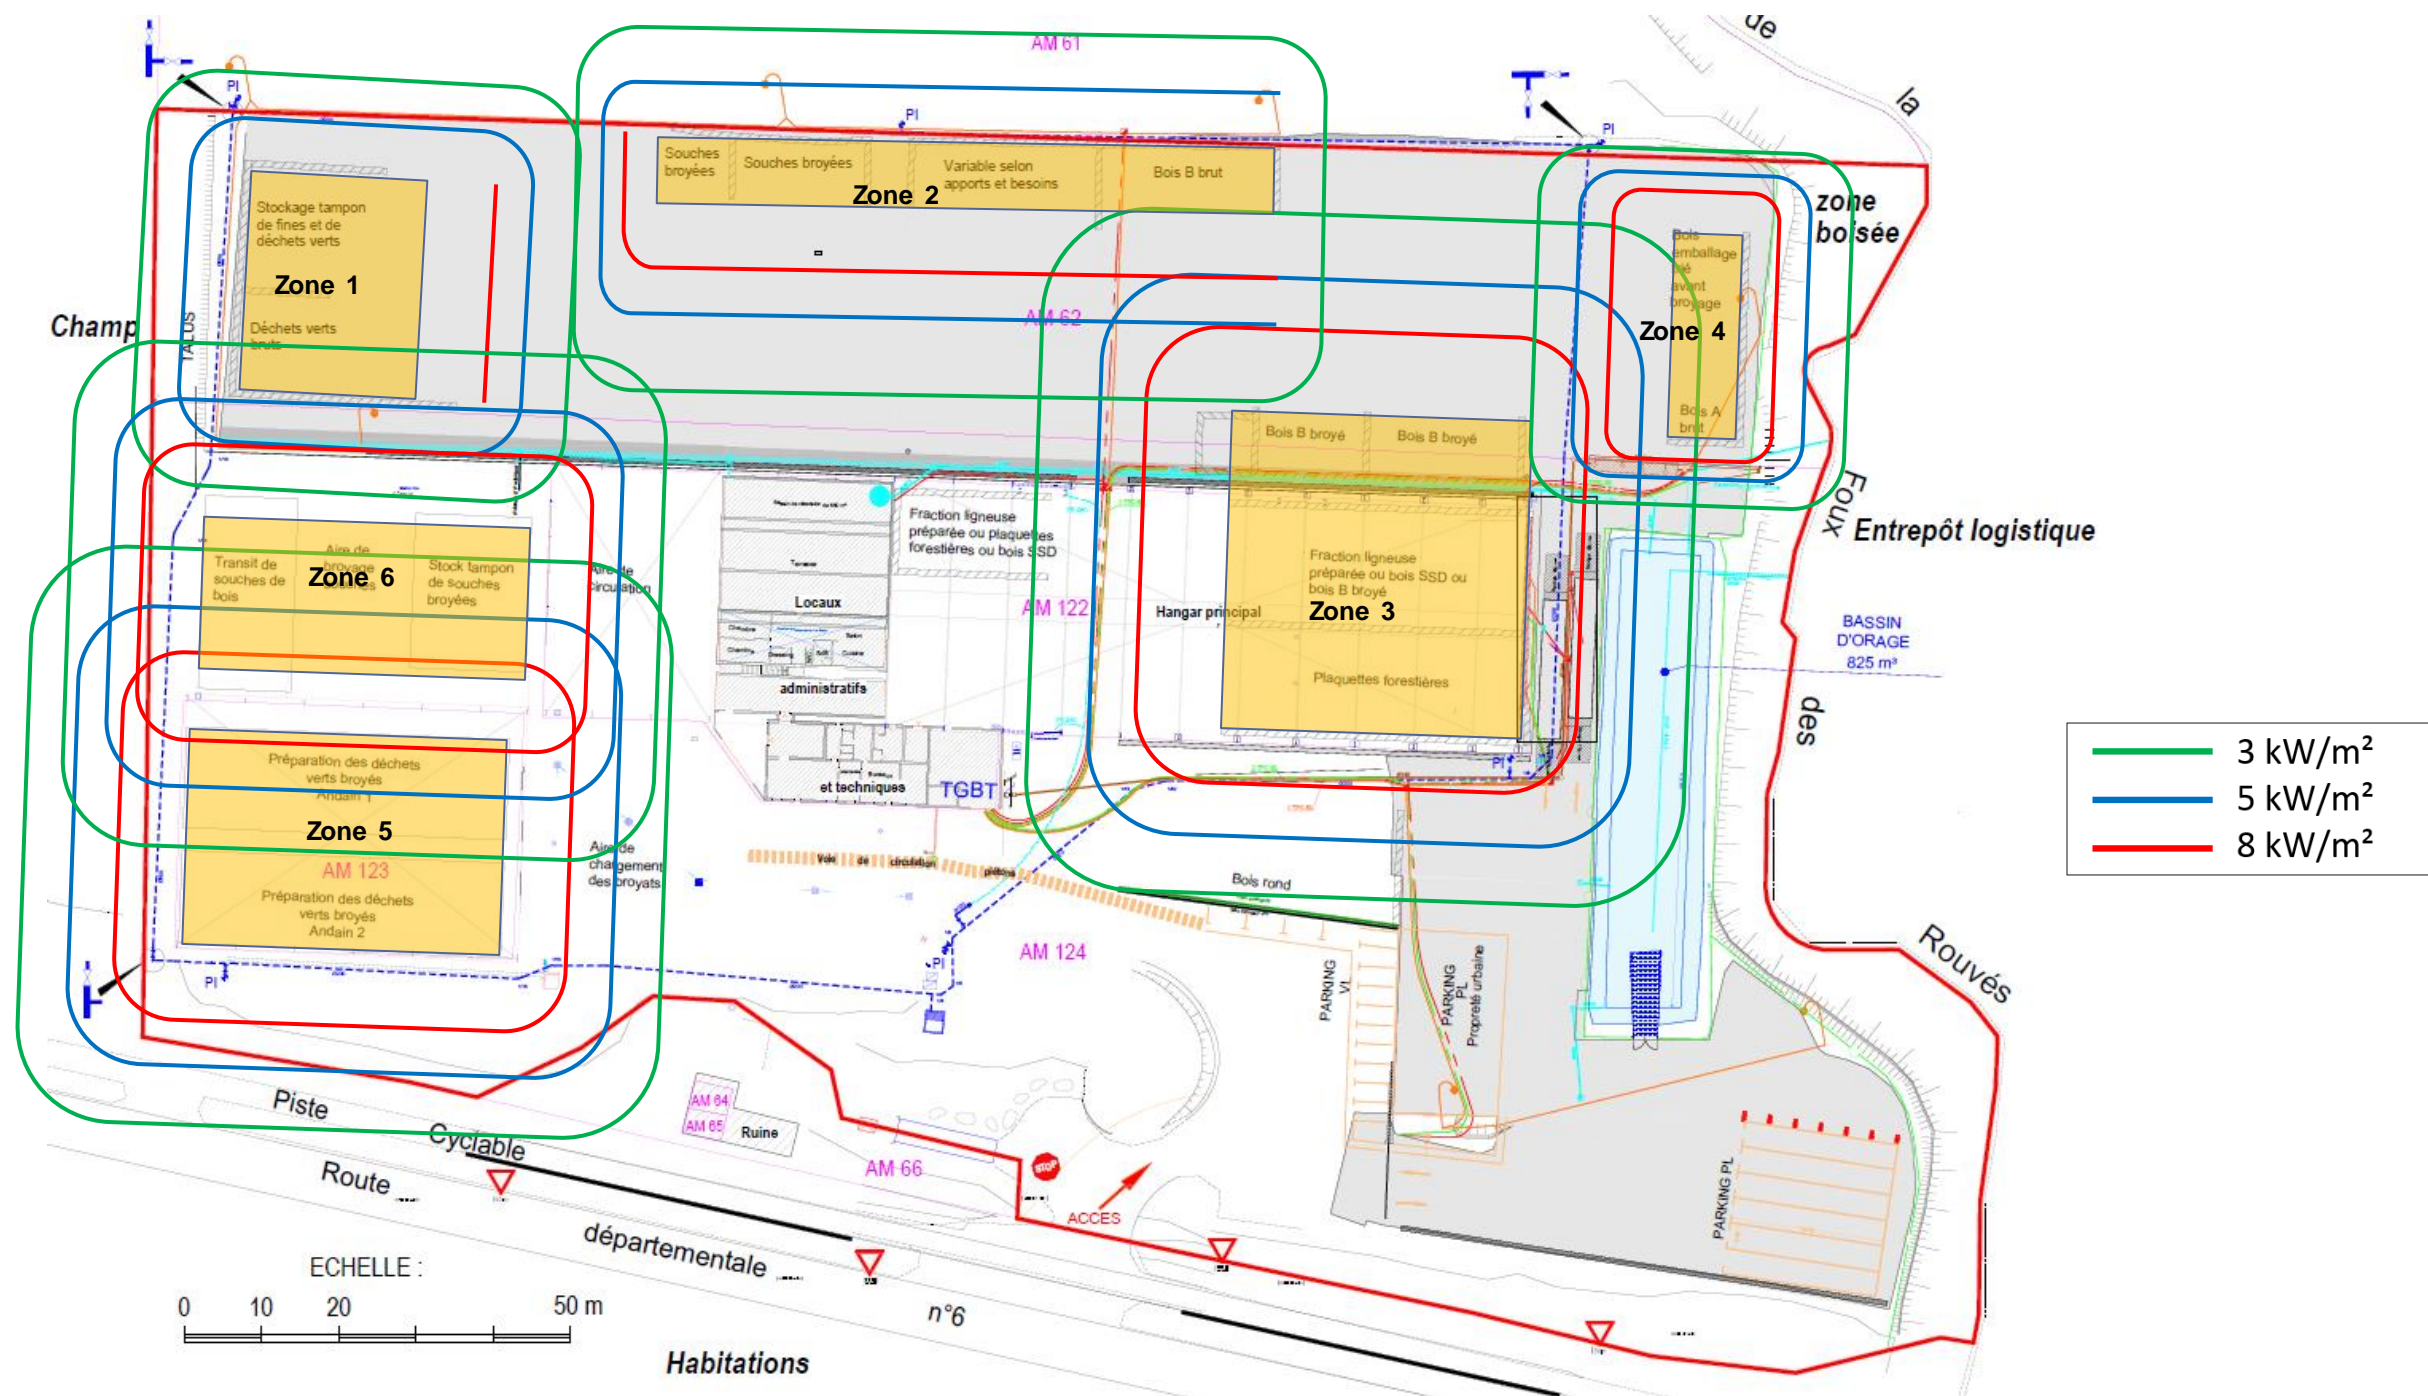 AM 61
de
la
PI
PI
PI
zone
boisée
Souches
broyées
Souches broyées
Variable selon
apports et besoins
Bois B brut
Zone 2
Stockage tampon
de fines et de
déchets verts
Zone 1
Déchets verts
bruts
TALUS
Champ
AM 62
Bois
emballage
avant
broyage
Zone 4
Bois A
brut
Bois B broyé
Bois B broyé
Foux
Entrepôt logistique
Fraction ligneuse
préparée ou plaquettes
forestières ou bois SSD
Fraction ligneuse
préparée ou bois SSD ou
bois B broyé
Zone 3
Plaquettes forestières
Hangar principal
AM 122
Locaux
administratifs
et techniques
TGBT
Transit de
souches de
bois
Aire de
broyage
souches
Zone 6
Stock tampon
de souches
broyées
Aire de
circulation
BASSIN
D'ORAGE
825 m³
des
3 kW/m²
5 kW/m²
8 kW/m²
Préparation des déchets
verts broyés
Andain 1
Zone 5
AM 123
Préparation des déchets
verts broyés
Andain 2
Aire de
chargement
des broyats
Voie de circulation
piétons
Bois rond
PI
PI
PI
AM 124
PARKING
VL
PARKING
PL
Propreté urbaine
Rouvés
AM 64
AM 65
Ruine
AM 66
STOP
ACCES
PARKING PL
Piste
Cyclable
Route
départementale
n°6
ECHELLE :
0 10 20 50 m
Habitations